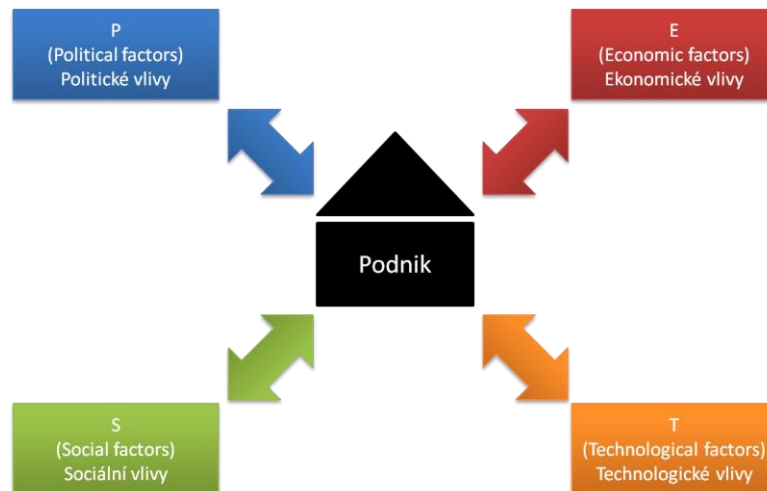 P
(Political factors)
Politické vlivy
E
(Economic factors)
Ekonomické vlivy
Podnik
S
(Social factors)
Sociální vlivy
T
(Technological factors)
Technologické vlivy